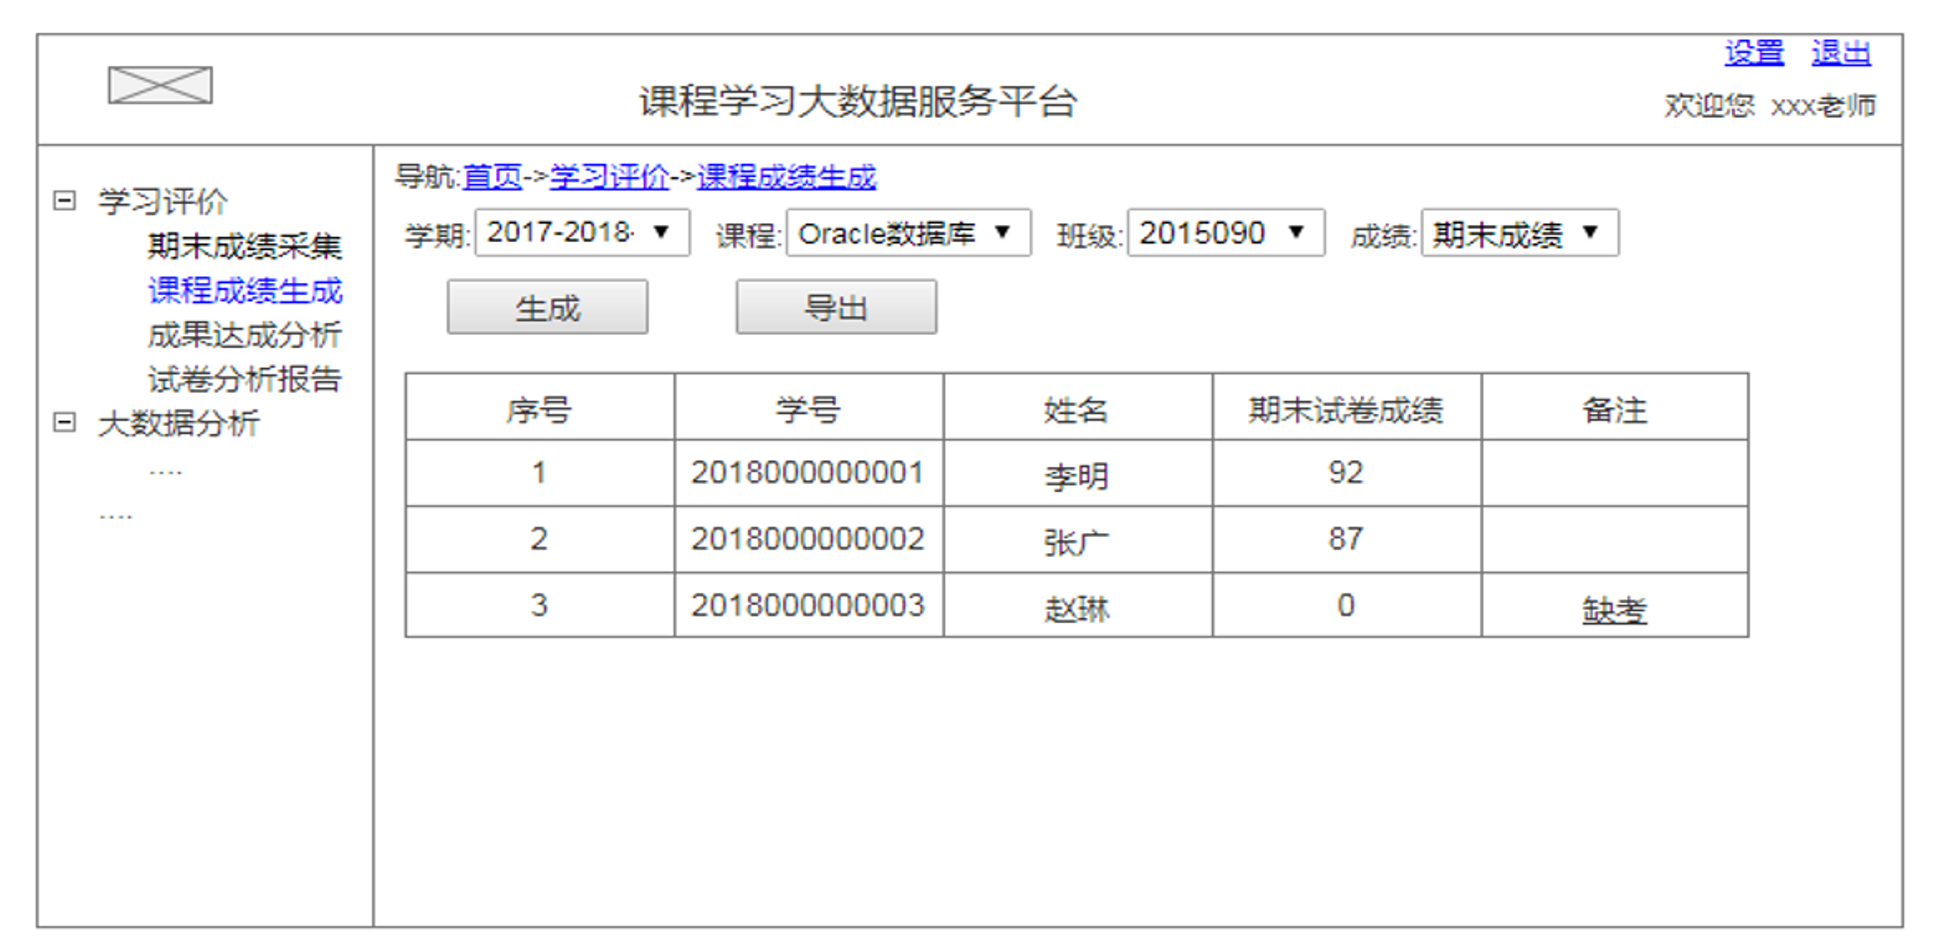 设置 退出
课程学习大数据服务平台
欢迎您 xxx老师
学习评价
期末成绩采集
课程成绩生成
成果达成分析
试卷分析报告
大数据分析
....
....
导航:首页->学习评价->课程成绩生成
学期: 2017-2018- 课程: Oracle数据库 班级: 2015090 成绩: 期末成绩
生成 导出
序号 学号 姓名 期末试卷成绩 备注
1 2018000000001 李明 92
2 2018000000002 张广 87
3 2018000000003 赵琳 0 缺考